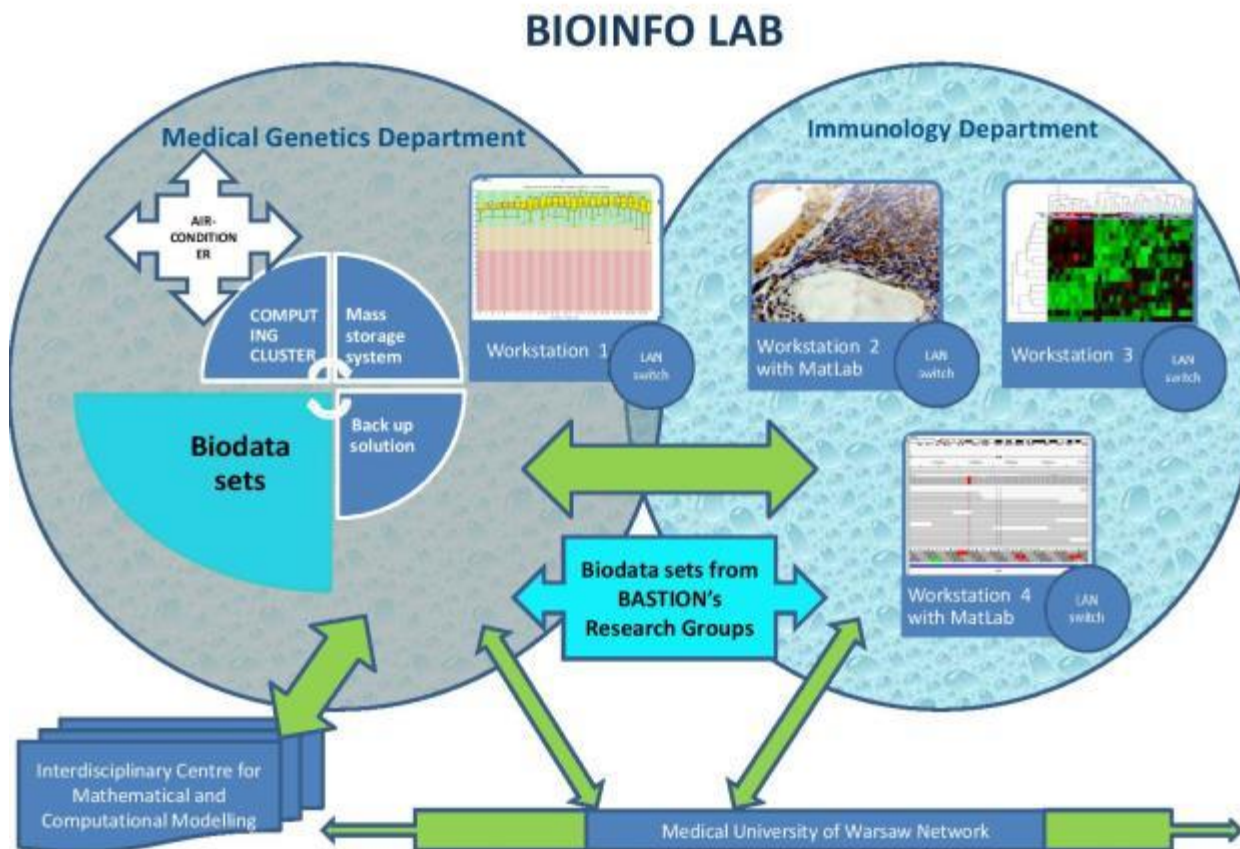 BIOINFO LAB
Medical Genetics Department
Immunology Department
AIR-
CONDITION
ER
COMPUT
ING
CLUSTER
Mass
storage
system
Biodata
sets
Back up
solution
Workstation 1
LAN
switch
Workstation 2
with MatLab
LAN
switch
Workstation 3
LAN
switch
Workstation 4
with MatLab
LAN
switch
Biodata sets from
BASTION's
Research Groups
Interdisciplinary Centre for
Mathematical and
Computational Modelling
Medical University of Warsaw Network